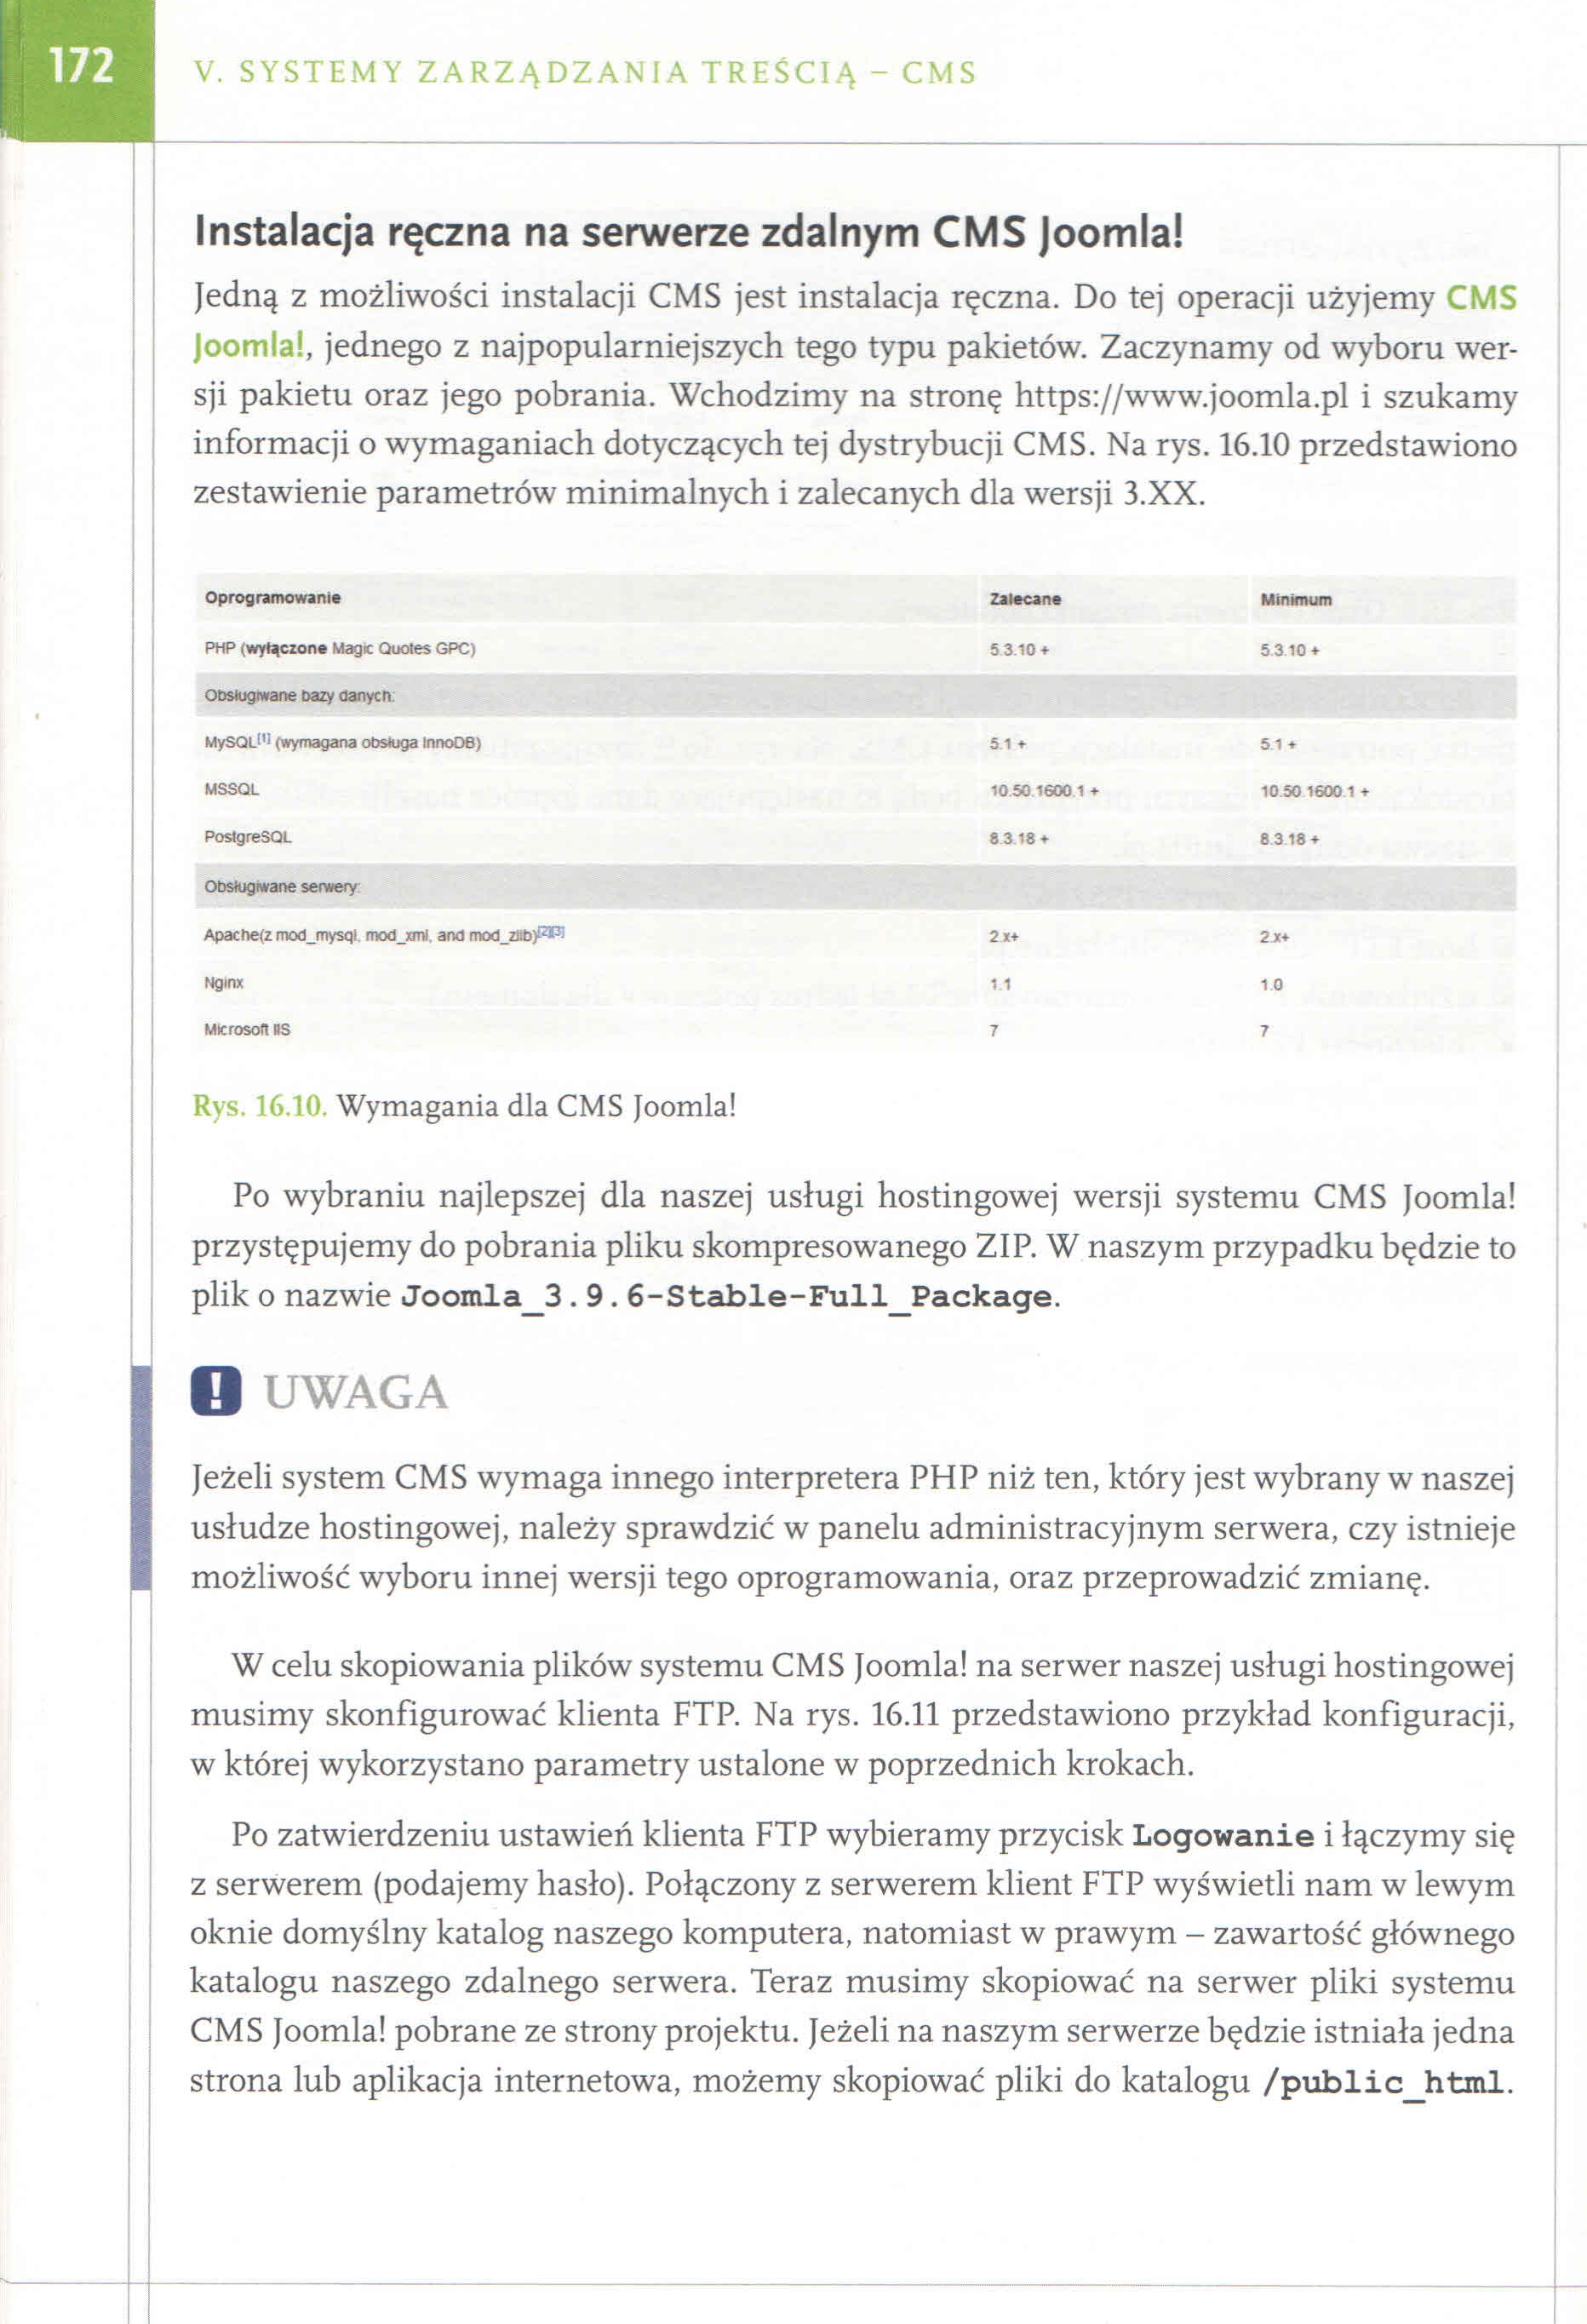 172
V. SYSTEMY ZARZĄDZANIA TREŚCIĄ – CMS
Instalacja ręczna na serwerze zdalnym CMS Joomla!
Jedną z możliwości instalacji CMS jest instalacja ręczna. Do tej operacji użyjemy CMS
Joomla!, jednego z najpopularniejszych tego typu pakietów. Zaczynamy od wyboru wer-
sji pakietu oraz jego pobrania. Wchodzimy na stronę https://www.joomla.pl i szukamy
informacji o wymaganiach dotyczących tej dystrybucji CMS. Na rys. 16.10 przedstawiono
zestawienie parametrów minimalnych i zalecanych dla wersji 3.XX.
Oprogramowanie Zalecane Minimum
PHP (wyłączone Magic Quotes GPC) 5.3.10 + 5.3.10 +
Obsługiwane bazy danych:
MySQL[1] (wymagana obsługa InnoDB) 5.1 + 5.1 +
MSSQL 10.50.1600.1 + 10.50.1600.1 +
PostgreSQL 8.3.18 + 8.3.18 +
Obsługiwane serwery:
Apache(z mod_mysql, mod_xml, and mod_zlib)[2][3] 2.x+ 2.x+
Nginx 1.1 1.0
Microsoft IIS 7 7
Rys. 16.10. Wymagania dla CMS Joomla!
Po wybraniu najlepszej dla naszej usługi hostingowej wersji systemu CMS Joomla!
przystępujemy do pobrania pliku skompresowanego ZIP. W naszym przypadku będzie to
plik o nazwie Joomla_3.9.6-Stable-Full_Package.
! UWAGA
Jeżeli system CMS wymaga innego interpretera PHP niż ten, który jest wybrany w naszej
usłudze hostingowej, należy sprawdzić w panelu administracyjnym serwera, czy istnieje
możliwość wyboru innej wersji tego oprogramowania, oraz przeprowadzić zmianę.
W celu skopiowania plików systemu CMS Joomla! na serwer naszej usługi hostingowej
musimy skonfigurować klienta FTP. Na rys. 16.11 przedstawiono przykład konfiguracji,
w której wykorzystano parametry ustalone w poprzednich krokach.
Po zatwierdzeniu ustawień klienta FTP wybieramy przycisk Logowanie i łączymy się
z serwerem (podajemy hasło). Połączony z serwerem klient FTP wyświetli nam w lewym
oknie domyślny katalog naszego komputera, natomiast w prawym – zawartość głównego
katalogu naszego zdalnego serwera. Teraz musimy skopiować na serwer pliki systemu
CMS Joomla! pobrane ze strony projektu. Jeżeli na naszym serwerze będzie istniała jedna
strona lub aplikacja internetowa, możemy skopiować pliki do katalogu /public_html.